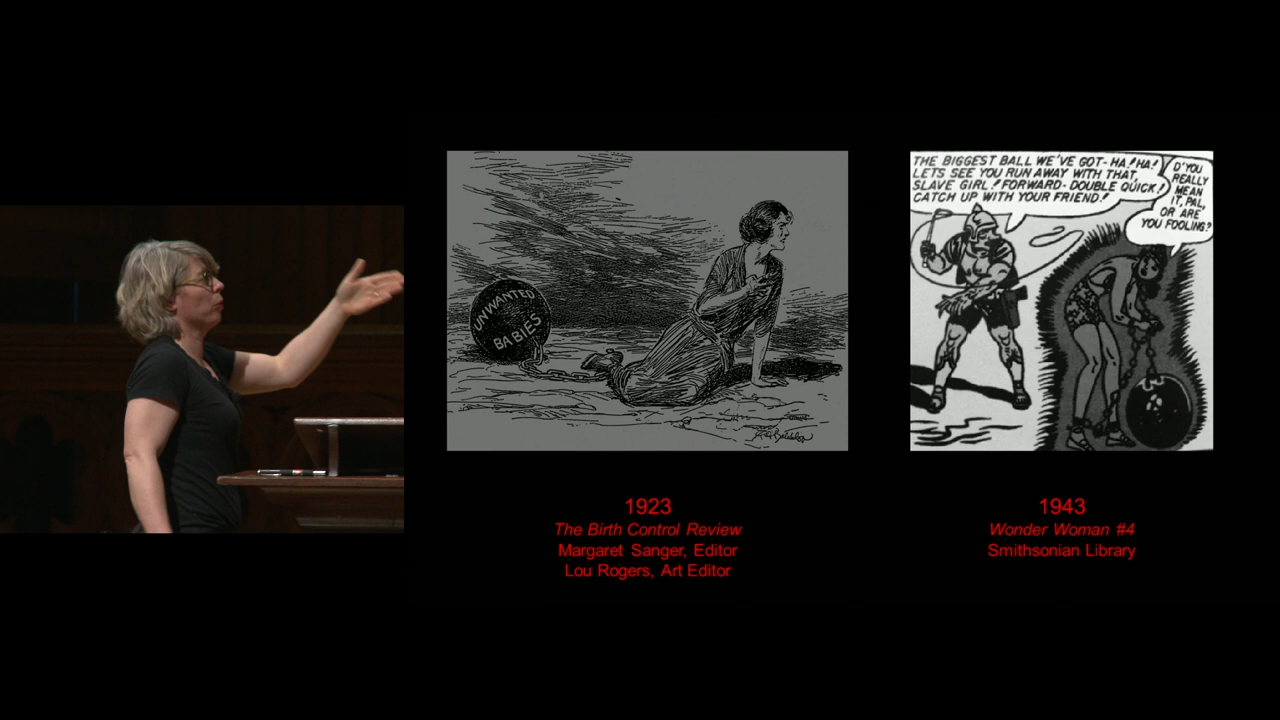 UNWANTED
BABIES
THE BIGGEST BALL WE'VE GOT-HA! HA!
LETS SEE YOU RUN AWAY WITH THAT,
SLAVE GIRL! FORWARD-DOUBLE QUICK!
CATCH UP WITH YOUR FRIEND!
D'YOU
REALLY
MEAN
IT, PAL,
OR ARE
YOU FOOLING?
1923
The Birth Control Review
Margaret Sanger, Editor
Lou Rogers, Art Editor
1943
Wonder Woman #4
Smithsonian Library